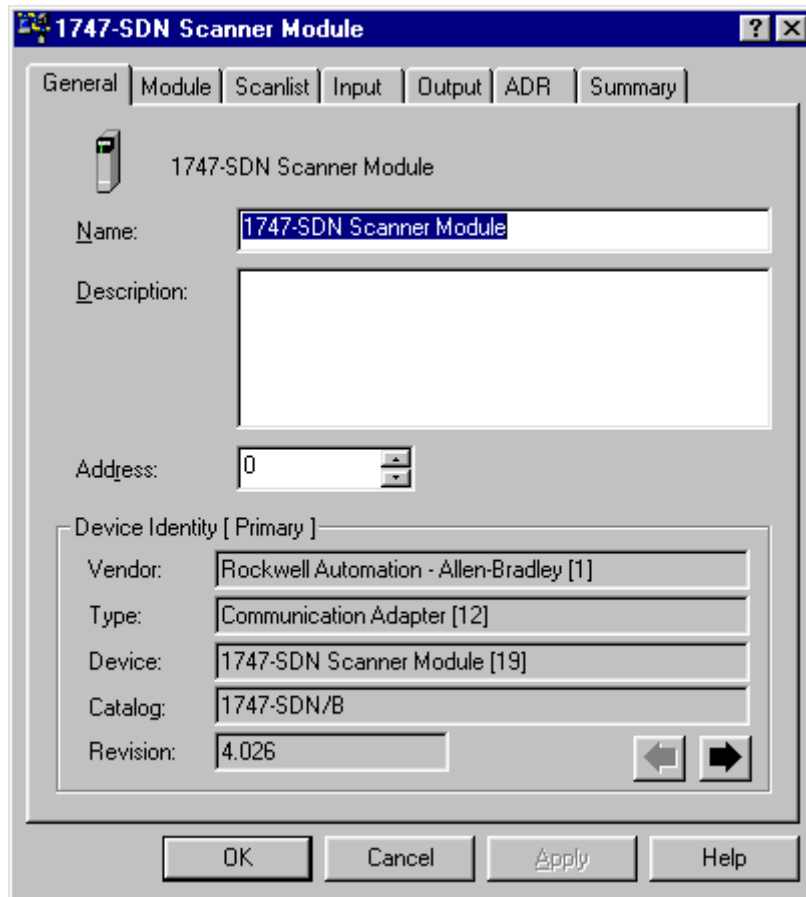 1747-SDN Scanner Module
General Module Scanlist Input Output ADR Summary
1747-SDN Scanner Module
Name: 1747-SDN Scanner Module
Description:
Address: 0
Device Identity [ Primary ]
Vendor: Rockwell Automation - Allen-Bradley [1]
Type: Communication Adapter [12]
Device: 1747-SDN Scanner Module [19]
Catalog: 1747-SDN/B
Revision: 4.026
OK Cancel Apply Help